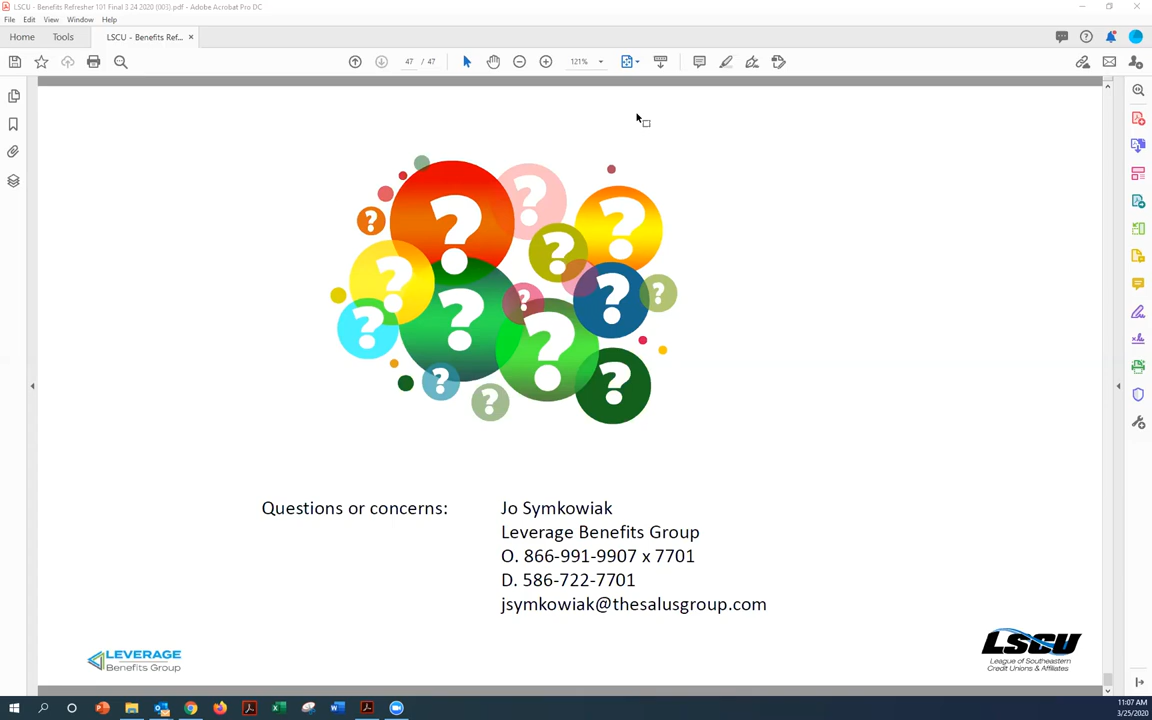 LSCU - Benefits Refresher 101 Final 3 24 2020 (003).pdf - Adobe Acrobat Pro DC
File Edit View Window Help
Home Tools LSCU - Benefits Ref... ×
47 / 47 121%
? ? ? ? ? ? ? ? ? ? ? ? ? ? ?
Questions or concerns: Jo Symkowiak
Leverage Benefits Group
O. 866-991-9907 x 7701
D. 586-722-7701
jsymkowiak@thesalusgroup.com
LEVERAGE
Benefits Group
LSCU
League of Southeastern
Credit Unions & Affiliates
11:07 AM
3/25/2020